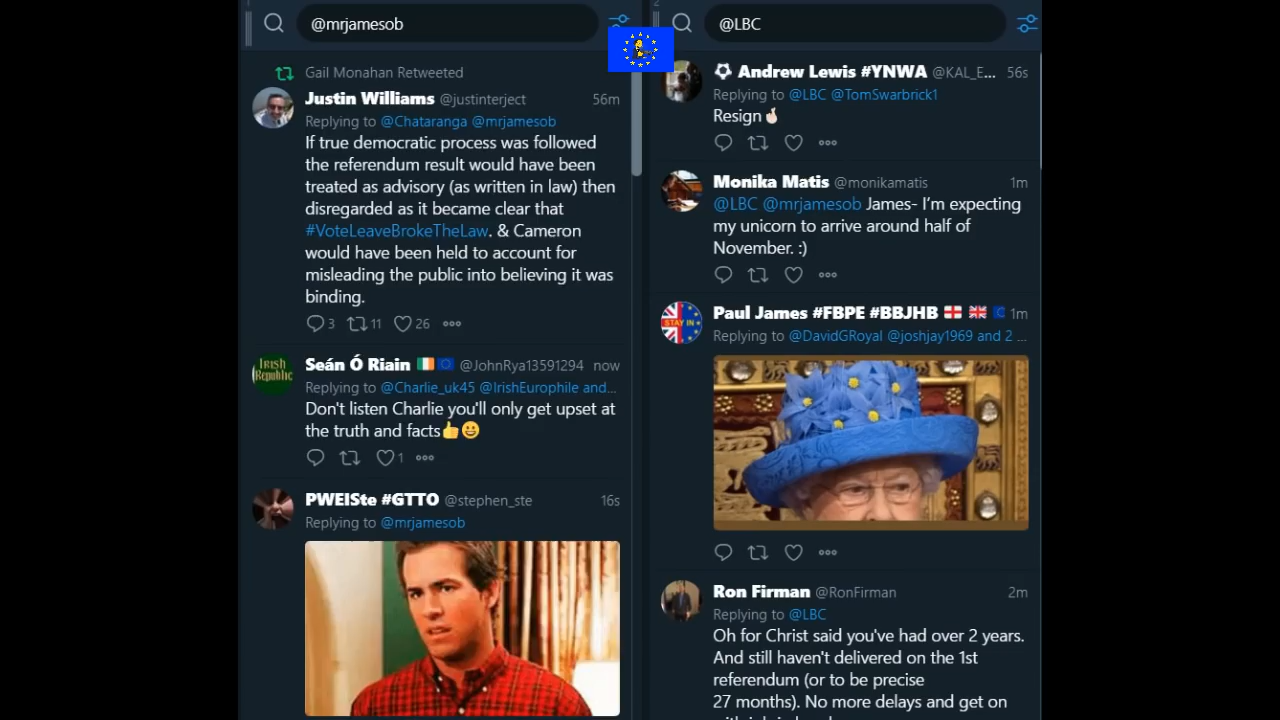 @mrjamesob
Gail Monahan Retweeted
Justin Williams @justinterject 56m
Replying to @Chataranga @mrjamesob
If true democratic process was followed
the referendum result would have been
treated as advisory (as written in law) then
disregarded as it became clear that
#VoteLeaveBrokeTheLaw. & Cameron
would have been held to account for
misleading the public into believing it was
binding.
3 11 26
IRISH
Republic
Seán Ó Riain 🇮🇪🇪🇺 @JohnRya13591294 now
Replying to @Charlie_uk45 @IrishEurophile and...
Don't listen Charlie you'll only get upset at
the truth and facts👍😀
1
PWEISte #GTTO @stephen_ste 16s
Replying to @mrjamesob
2
@LBC
⚽ Andrew Lewis #YNWA @KAL_E... 56s
Replying to @LBC @TomSwarbrick1
Resign🤞🏻
Monika Matis @monikamatis 1m
@LBC @mrjamesob James- I’m expecting
my unicorn to arrive around half of
November. :)
STAY IN
Paul James #FBPE #BBJHB 🏴󠁧󠁢󠁥󠁮󠁧󠁿 🇬🇧 1m
Replying to @DavidGRoyal @joshjay1969 and 2 ...
Ron Firman @RonFirman 2m
Replying to @LBC
Oh for Christ said you've had over 2 years.
And still haven't delivered on the 1st
referendum (or to be precise
27 months). No more delays and get on